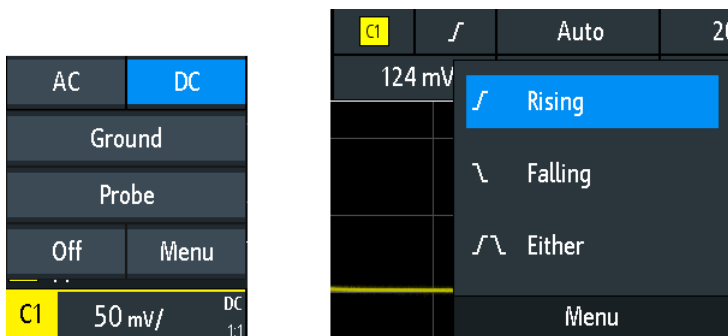 AC DC
Ground
Probe
Off Menu
C1 50 mV/ DC
1:1
C1 Auto 20
124 mV
Rising
Falling
Either
Menu